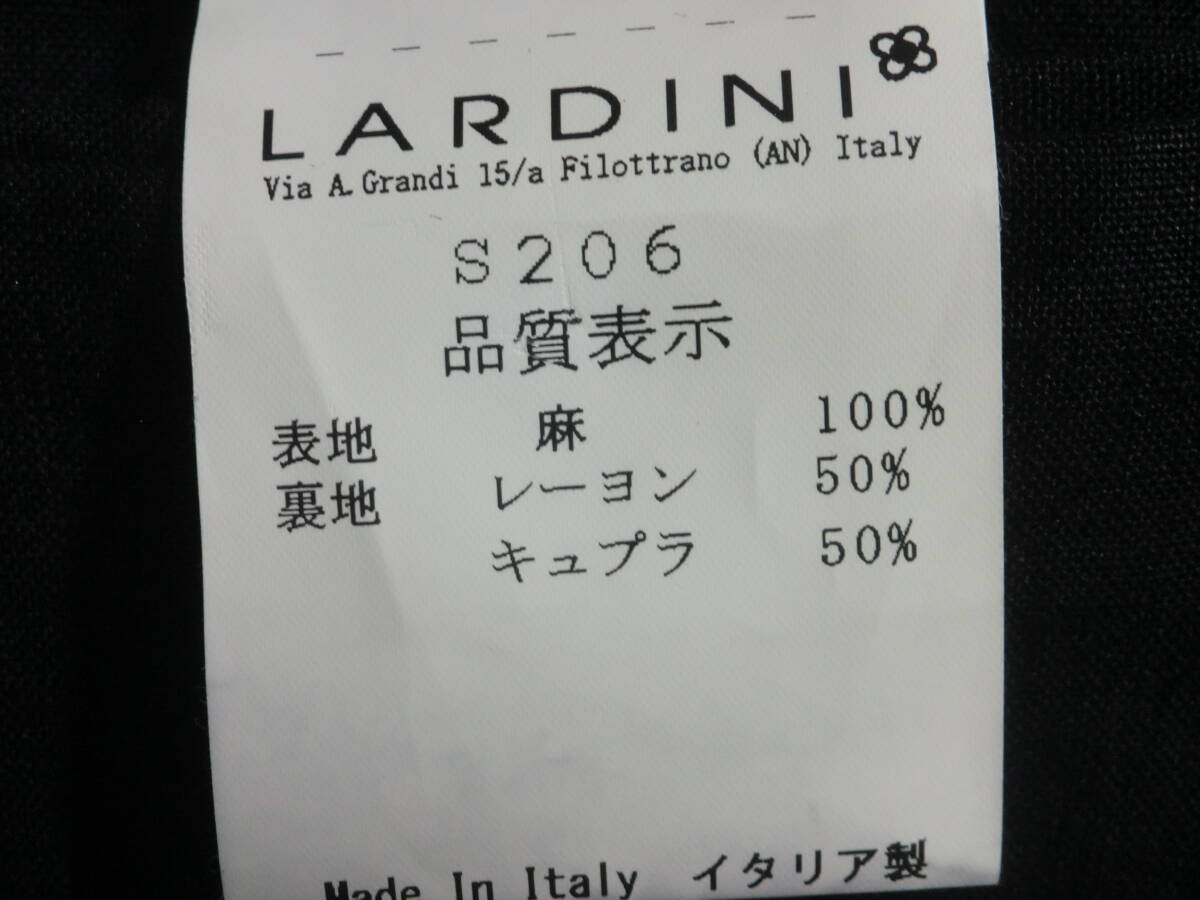 LARDINI
Via A. Grandi 15/a Filottrano (AN) Italy
S206
品質表示
表地 麻 100%
裏地 レーヨン 50%
キュプラ 50%
Made In Italy イタリア製